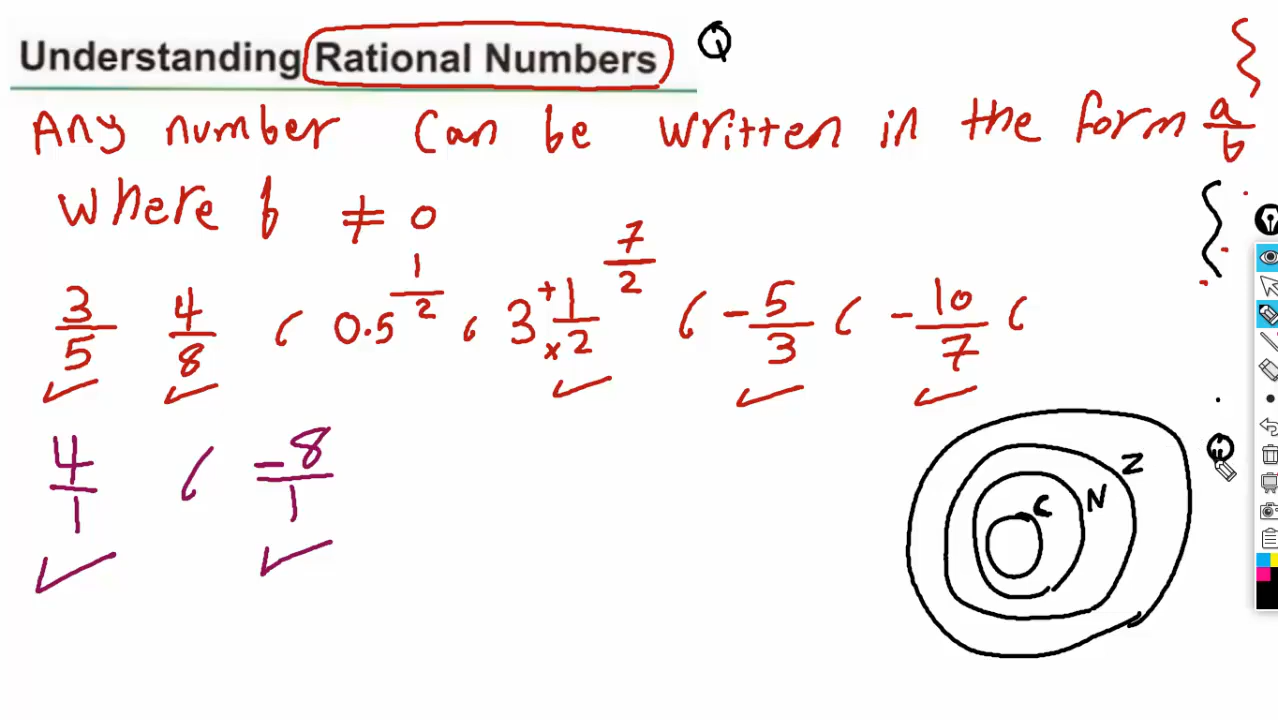 Understanding Rational Numbers Q
Any number can be written in the form a/b
where b ≠ 0
3/5 4/8 ( 0.5 1/2 ( 3 + 1/2 × 7/2 ( - 5/3 ( - 10/7 (
4/1 ( -8/1
C N Z Q